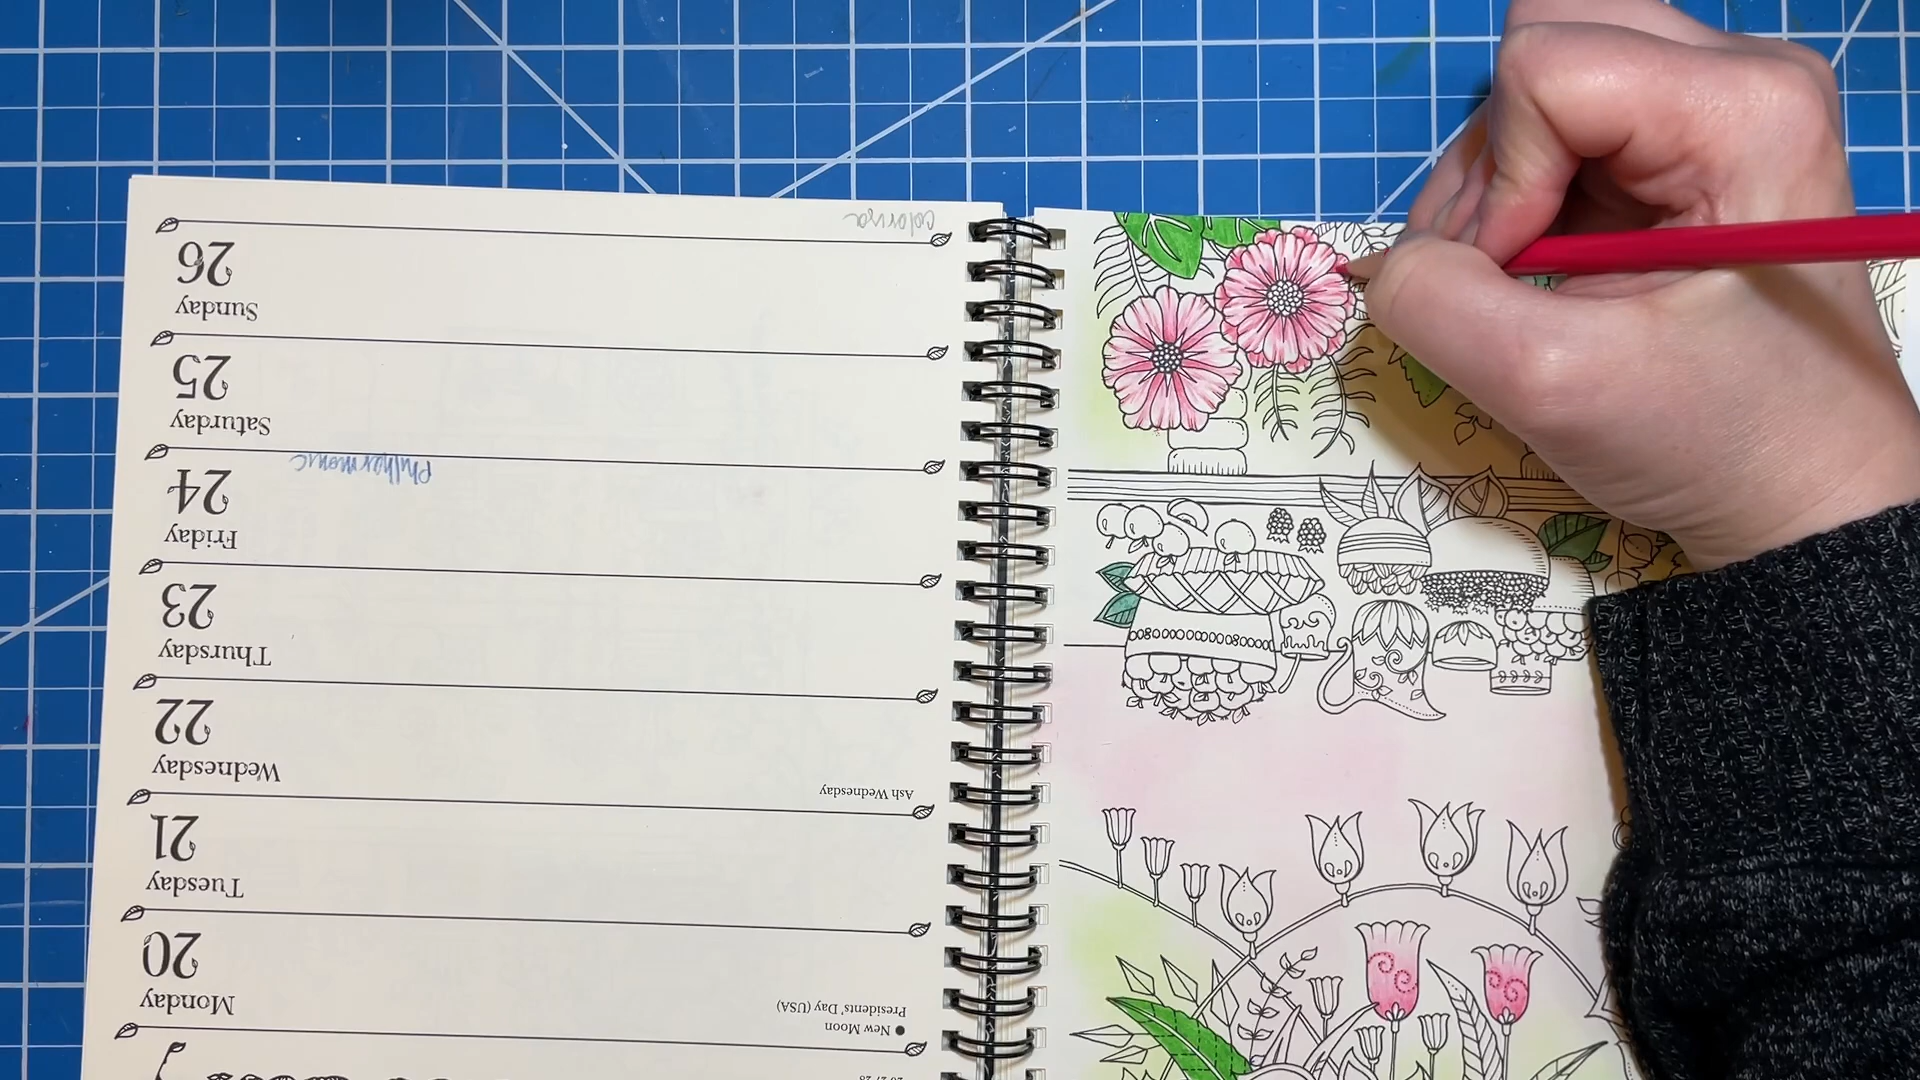 ● New Moon
Presidents' Day (USA)
Monday
20
Tuesday
21
Ash Wednesday
Wednesday
22
Thursday
23
Friday
24
Philharmonic
Saturday
25
Sunday
26